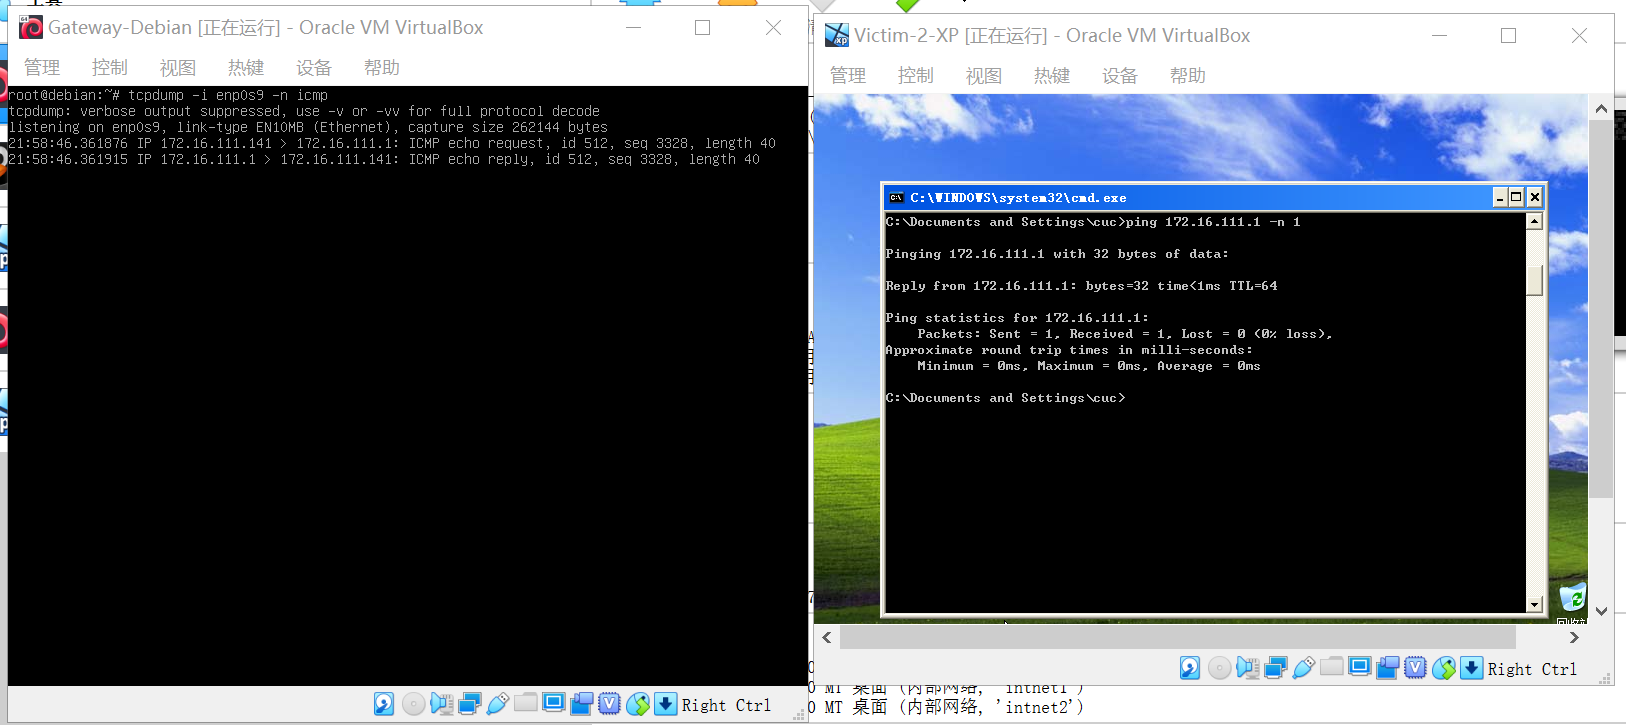 Gateway-Debian [正在运行] - Oracle VM VirtualBox
管理 控制 视图 热键 设备 帮助
root@debian:~# tcpdump -i enp0s9 -n icmp
tcpdump: verbose output suppressed, use -v or -vv for full protocol decode
listening on enp0s9, link-type EN10MB (Ethernet), capture size 262144 bytes
21:58:46.361876 IP 172.16.111.141 > 172.16.111.1: ICMP echo request, id 512, seq 3328, length 40
21:58:46.361915 IP 172.16.111.1 > 172.16.111.141: ICMP echo reply, id 512, seq 3328, length 40
Right Ctrl
Victim-2-XP [正在运行] - Oracle VM VirtualBox
管理 控制 视图 热键 设备 帮助
C:\WINDOWS\system32\cmd.exe
C:\Documents and Settings\cuc>ping 172.16.111.1 -n 1
Pinging 172.16.111.1 with 32 bytes of data:
Reply from 172.16.111.1: bytes=32 time<1ms TTL=64
Ping statistics for 172.16.111.1:
Packets: Sent = 1, Received = 1, Lost = 0 (0% loss),
Approximate round trip times in milli-seconds:
Minimum = 0ms, Maximum = 0ms, Average = 0ms
C:\Documents and Settings\cuc>
回收站
Right Ctrl
0 MT 桌面 (内部网络, 'intnet1')
0 MT 桌面 (内部网络, 'intnet2')